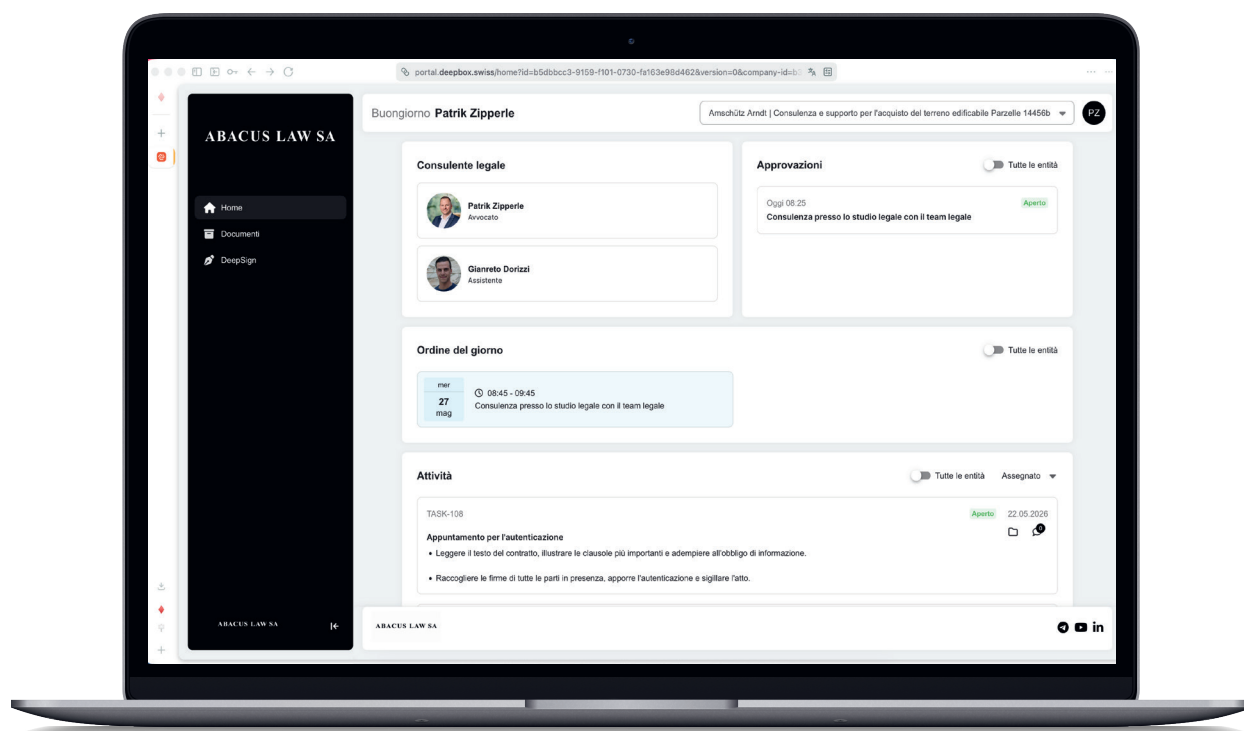 portal.deepbox.swiss/home?id=b5dbbcc3-9159-f101-0730-fa163e98d462&version=0&company-id=b
ABACUS LAW SA
Home
Documenti
DeepSign
ABACUS LAW SA
Buongiorno Patrik Zipperle
Amschütz Arndt | Consulenza e supporto per l'acquisto del terreno edificabile Parzelle 14456b
PZ
Consulente legale
Patrik Zipperle
Avvocato
Gianreto Dorizzi
Assistente
Approvazioni
Tutte le entità
Oggi 08:25
Aperto
Consulenza presso lo studio legale con il team legale
Ordine del giorno
Tutte le entità
mer
27
mag
08:45 - 09:45
Consulenza presso lo studio legale con il team legale
Attività
Tutte le entità
Assegnato
TASK-108
Aperto
22.05.2026
0
Appuntamento per l'autenticazione
• Leggere il testo del contratto, illustrare le clausole più importanti e adempiere all'obbligo di informazione.
• Raccogliere le firme di tutte le parti in presenza, apporre l'autenticazione e sigillare l'atto.
ABACUS LAW SA
in